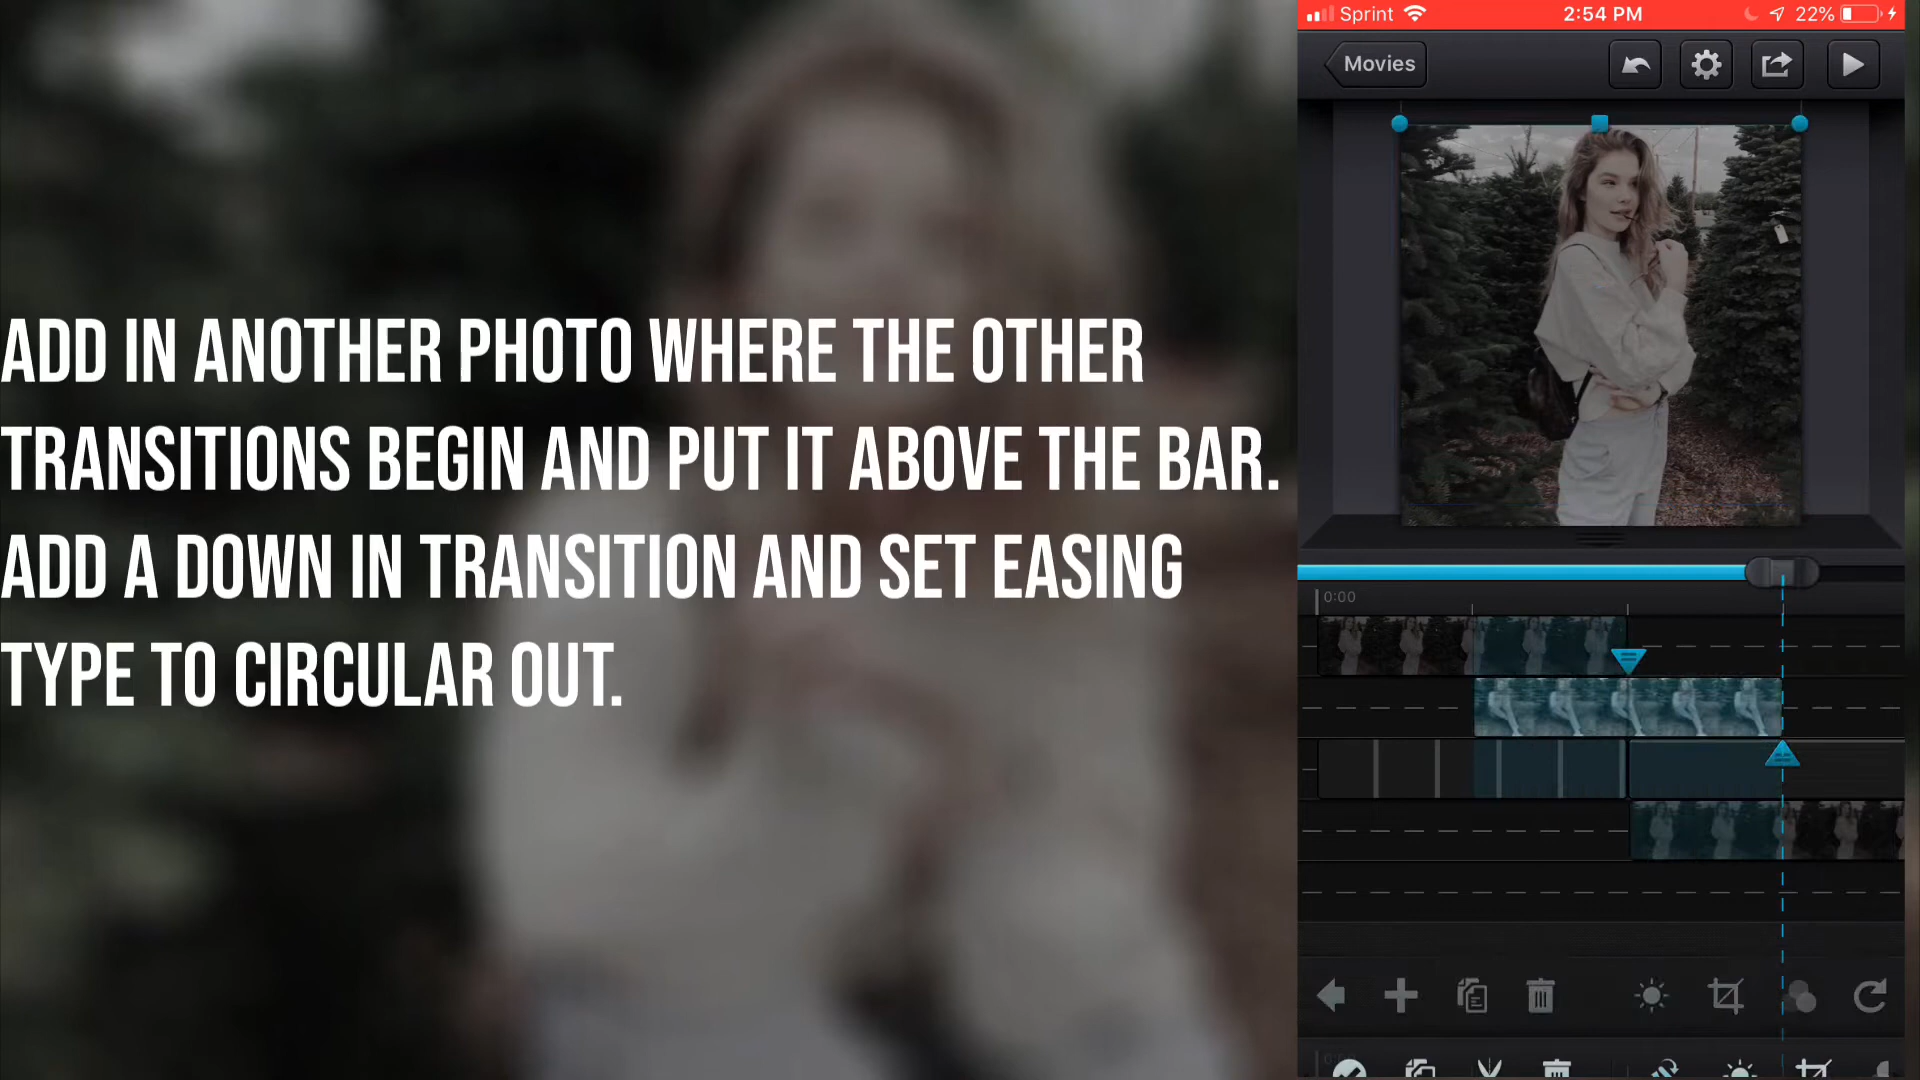 Sprint 2:54 PM 22%
Movies
ADD IN ANOTHER PHOTO WHERE THE OTHER
TRANSITIONS BEGIN AND PUT IT ABOVE THE BAR.
ADD A DOWN IN TRANSITION AND SET EASING
TYPE TO CIRCULAR OUT.
0:00